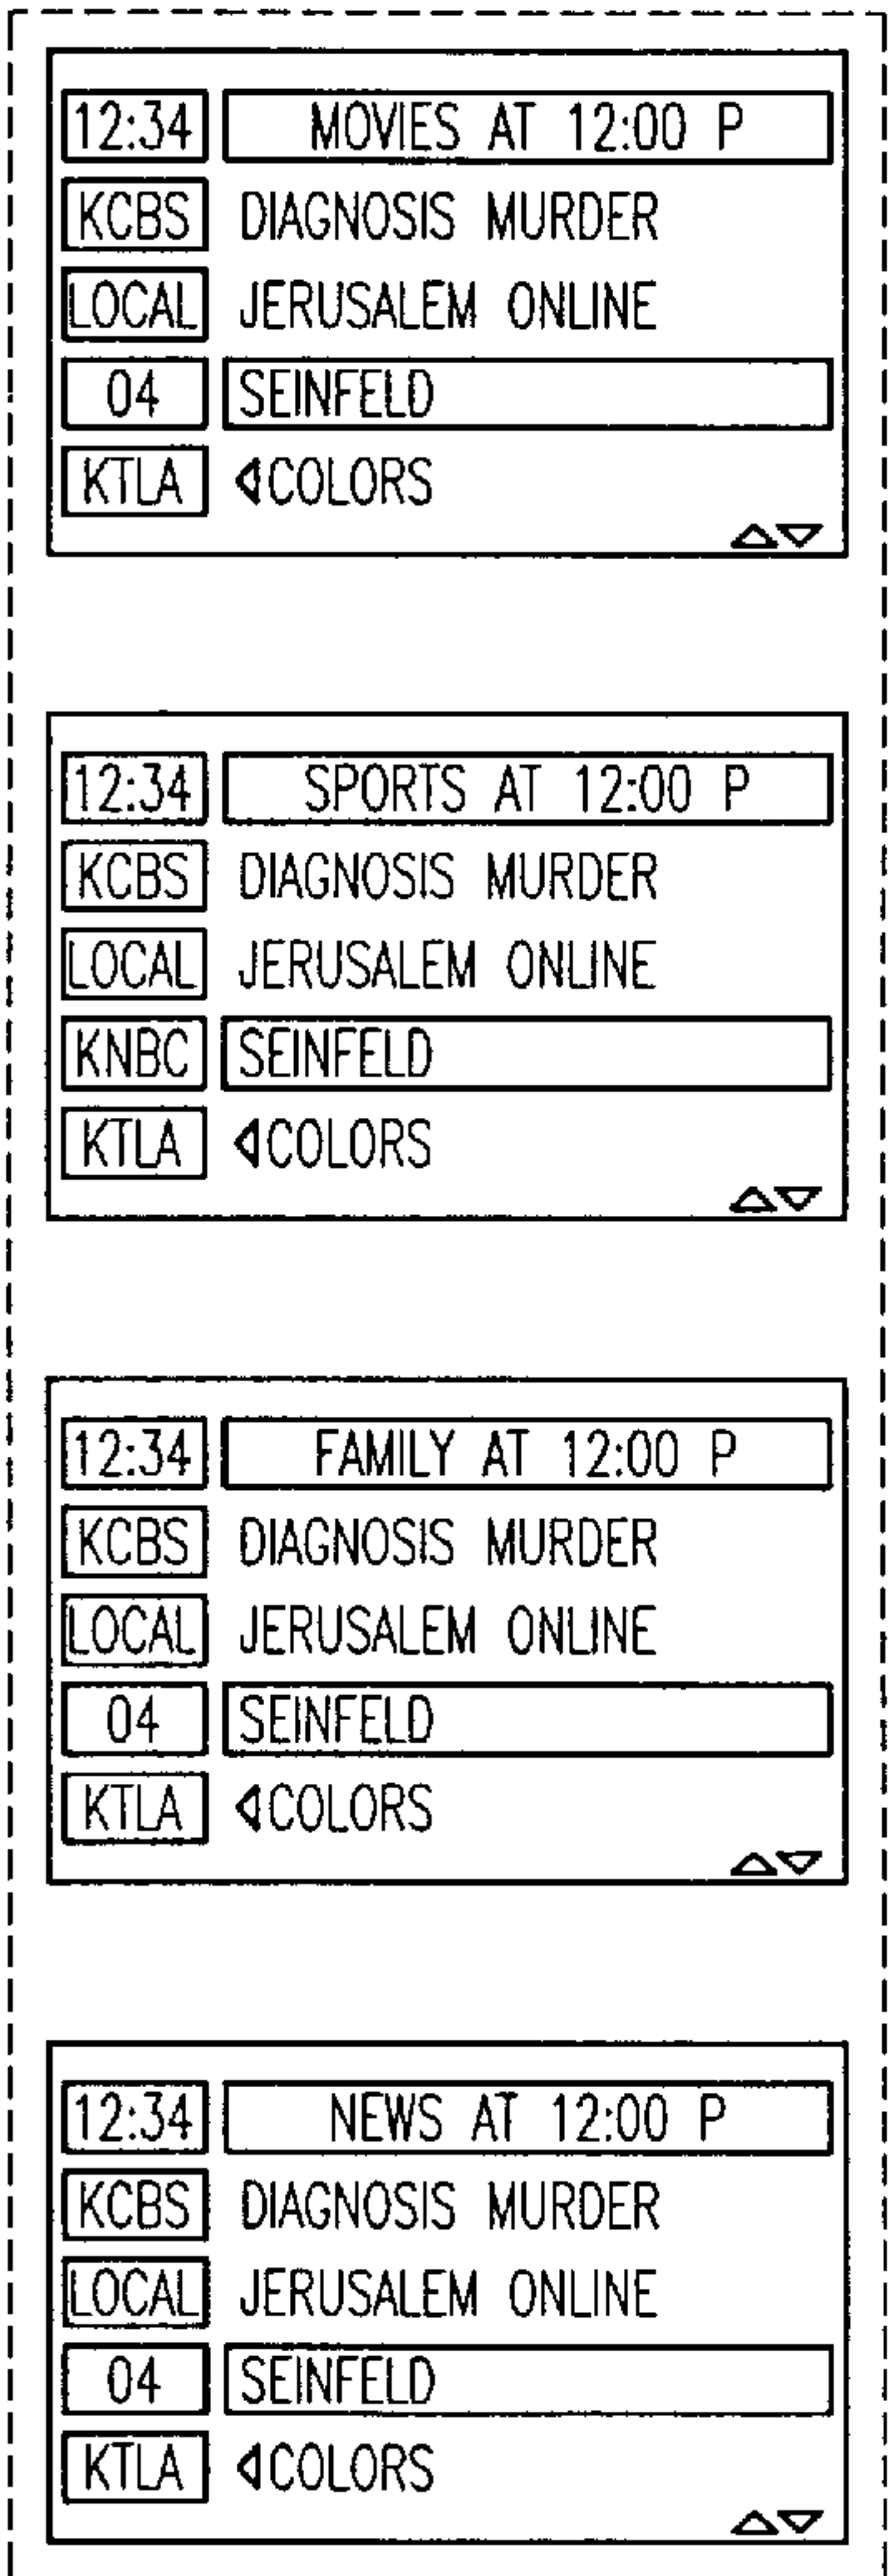 12:34 MOVIES AT 12:00 P
KCBS DIAGNOSIS MURDER
LOCAL JERUSALEM ONLINE
04 SEINFELD
KTLA COLORS
12:34 SPORTS AT 12:00 P
KCBS DIAGNOSIS MURDER
LOCAL JERUSALEM ONLINE
KNBC SEINFELD
KTLA COLORS
12:34 FAMILY AT 12:00 P
KCBS DIAGNOSIS MURDER
LOCAL JERUSALEM ONLINE
04 SEINFELD
KTLA COLORS
12:34 NEWS AT 12:00 P
KCBS DIAGNOSIS MURDER
LOCAL JERUSALEM ONLINE
04 SEINFELD
KTLA COLORS